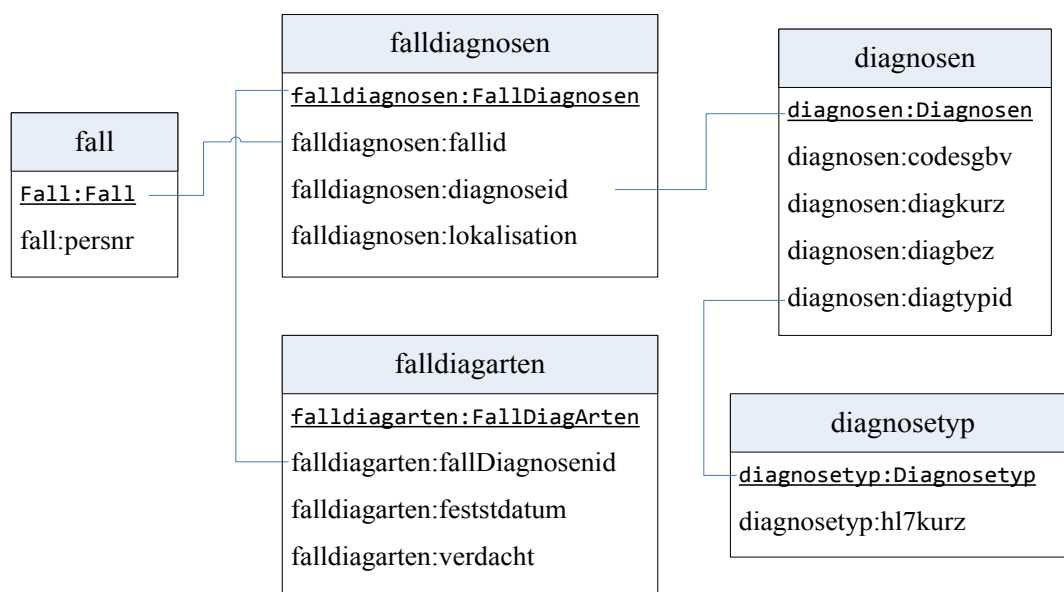 fall
Fall:Fall
fall:persnr
falldiagnosen
falldiagnosen:FallDiagnosen
falldiagnosen:fallid
falldiagnosen:diagnoseid
falldiagnosen:lokalisation
falldiagarten
falldiagarten:FallDiagArten
falldiagarten:fallDiagnosenid
falldiagarten:feststdatum
falldiagarten:verdacht
diagnosen
diagnosen:Diagnosen
diagnosen:codesgbv
diagnosen:diagkurz
diagnosen:diagbez
diagnosen:diagtypid
diagnosetyp
diagnosetyp:Diagnosetyp
diagnosetyp:hl7kurz